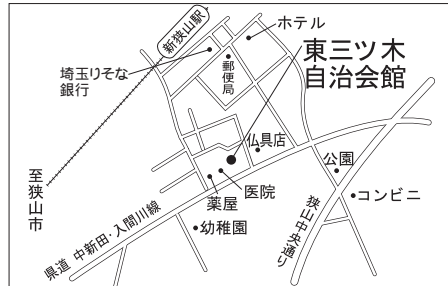 新狭山駅
ホテル
埼玉りそな
銀行
郵便局
東三ツ木
自治会館
仏具店
公園
至狭山市
医院
薬屋
コンビニ
幼稚園
狭山中央通り
県道 中新田・入間川線